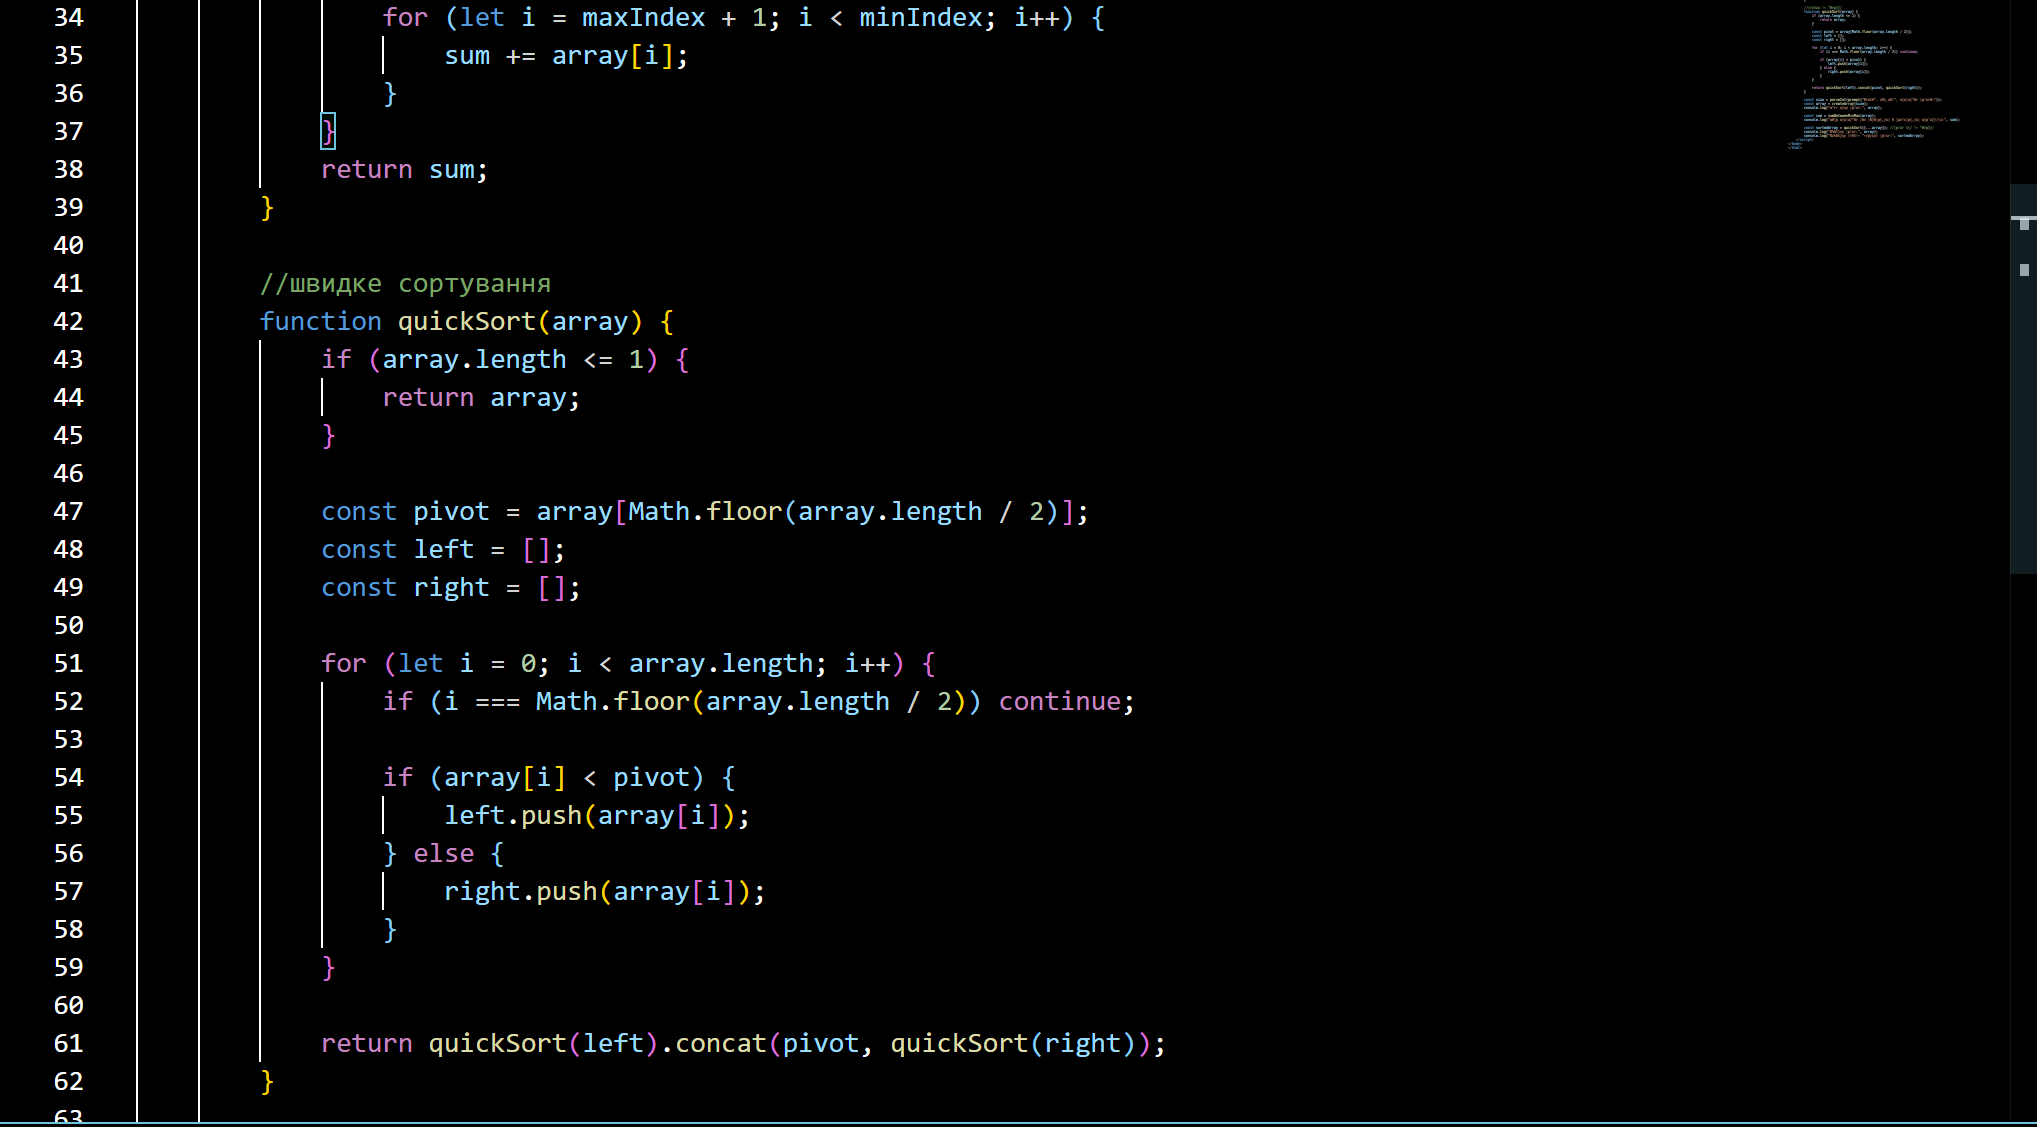 34 for (let i = maxIndex + 1; i < minIndex; i++) {
35 sum += array[i];
36 }
37 }
38 return sum;
39 }
40
41 //швидке сортування
42 function quickSort(array) {
43 if (array.length <= 1) {
44 return array;
45 }
46
47 const pivot = array[Math.floor(array.length / 2)];
48 const left = [];
49 const right = [];
50
51 for (let i = 0; i < array.length; i++) {
52 if (i === Math.floor(array.length / 2)) continue;
53
54 if (array[i] < pivot) {
55 left.push(array[i]);
56 } else {
57 right.push(array[i]);
58 }
59 }
60
61 return quickSort(left).concat(pivot, quickSort(right));
62 }
63